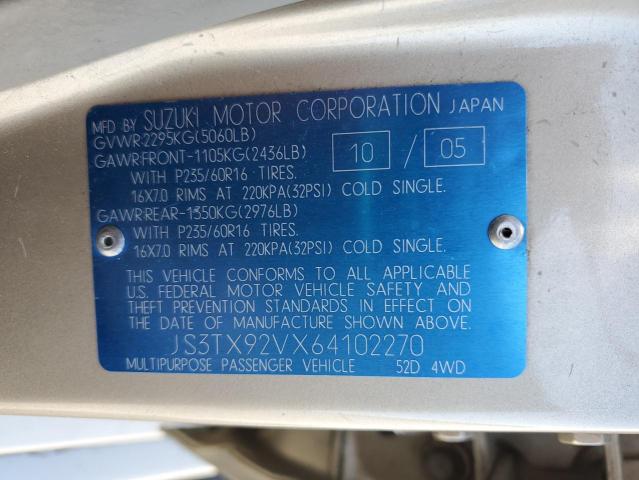 MFD BY SUZUKI MOTOR CORPORATION JAPAN
GVWR:2295KG(5060LB)
GAWR:FRONT-1105KG(2436LB) 10 / 05
WITH P235/60R16 TIRES.
16X7.0 RIMS AT 220KPA(32PSI) COLD SINGLE.
GAWR:REAR-1350KG(2976LB)
WITH P235/60R16 TIRES.
16X7.0 RIMS AT 220KPA(32PSI) COLD SINGLE.
THIS VEHICLE CONFORMS TO ALL APPLICABLE
U.S. FEDERAL MOTOR VEHICLE SAFETY AND
THEFT PREVENTION STANDARDS IN EFFECT ON
THE DATE OF MANUFACTURE SHOWN ABOVE.
JS3TX92VX64102270
MULTIPURPOSE PASSENGER VEHICLE 52D 4WD